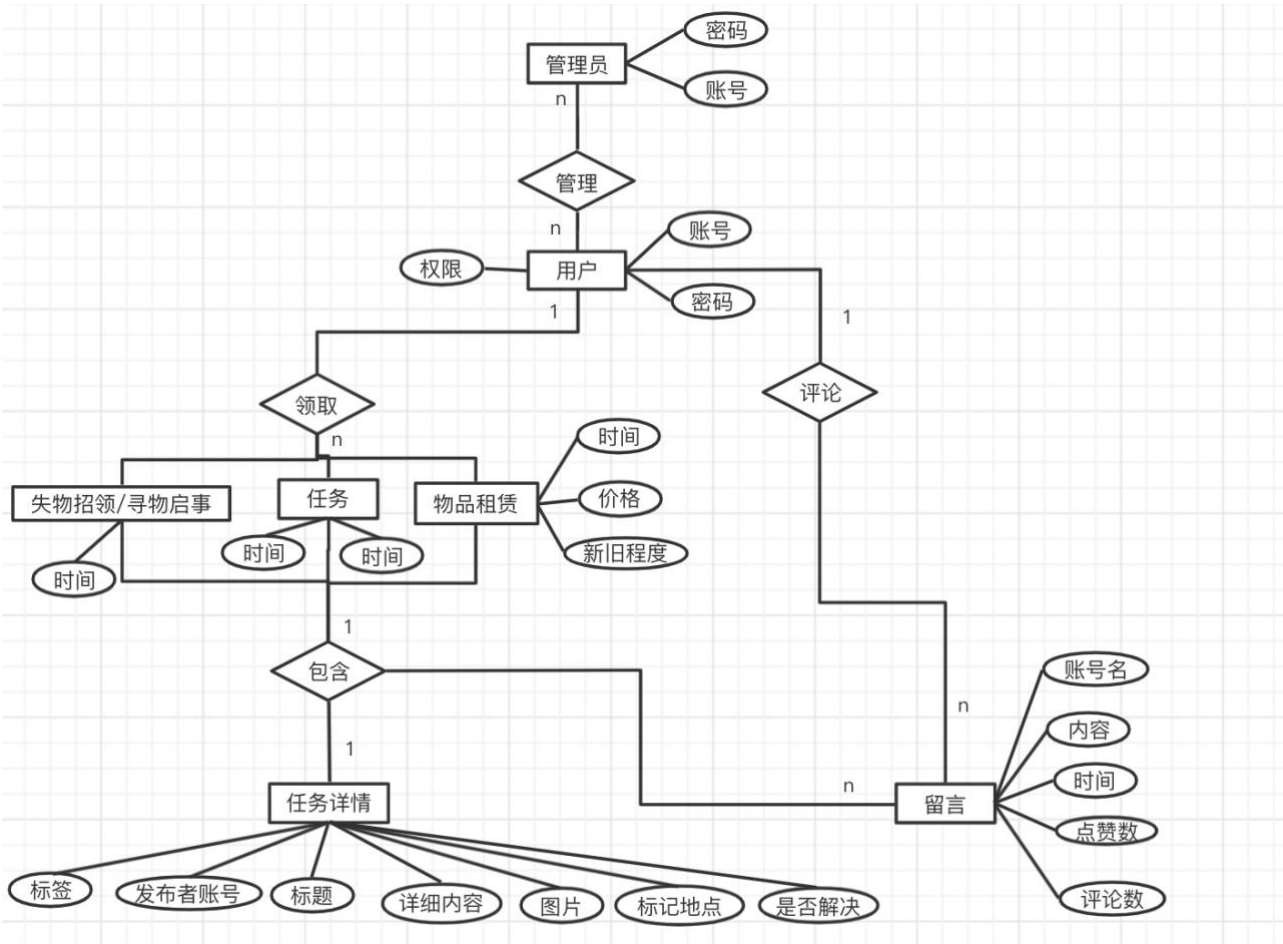 密码
管理员
账号
n
管理
n
账号
权限
用户
密码
1
1
评论
领取
n
时间
失物招领/寻物启事
任务
物品租赁
价格
时间
时间
新旧程度
时间
1
包含
账号名
n
内容
1
时间
n
任务详情
留言
点赞数
标签
发布者账号
标题
详细内容
图片
标记地点
是否解决
评论数